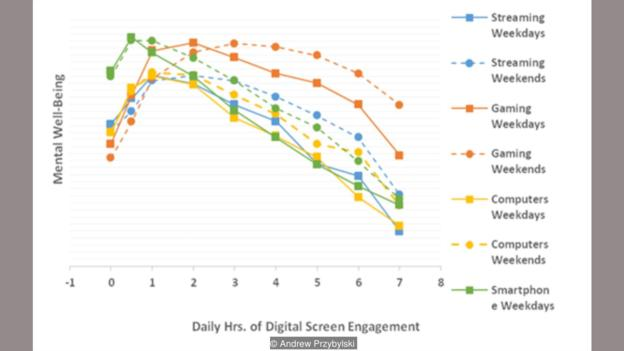 Mental Well-Being
-1 0 1 2 3 4 5 6 7 8
Daily Hrs. of Digital Screen Engagement
Streaming
Weekdays
Streaming
Weekends
Gaming
Weekdays
Gaming
Weekends
Computers
Weekdays
Computers
Weekends
Smartphon
e Weekdays
© Andrew Przybylski